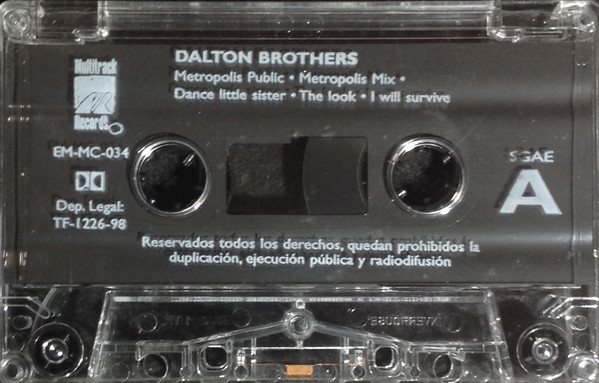 DALTON BROTHERS
Metropolis Public • Metropolis Mix •
Dance little sister • The look • I will survive
Multitrack
Records
EM-MC-034
SGAE
A
Dep. Legal:
TF-1226-98
Reservados todos los derechos, quedan prohibidos la
duplicación, ejecución pública y radiodifusión